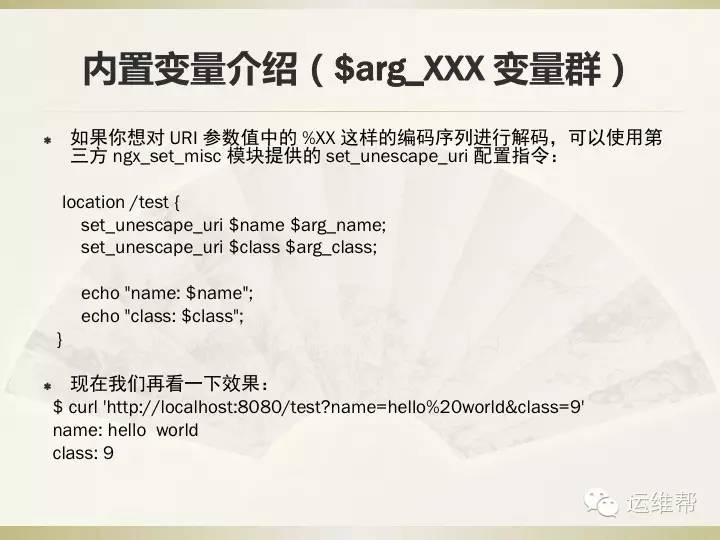 内置变量介绍（$arg_XXX 变量群）
如果你想对 URI 参数值中的 %XX 这样的编码序列进行解码，可以使用第
三方 ngx_set_misc 模块提供的 set_unescape_uri 配置指令：
location /test {
set_unescape_uri $name $arg_name;
set_unescape_uri $class $arg_class;
echo "name: $name";
echo "class: $class";
}
现在我们再看一下效果：
$ curl 'http://localhost:8080/test?name=hello%20world&class=9'
name: hello  world
class: 9
运维帮